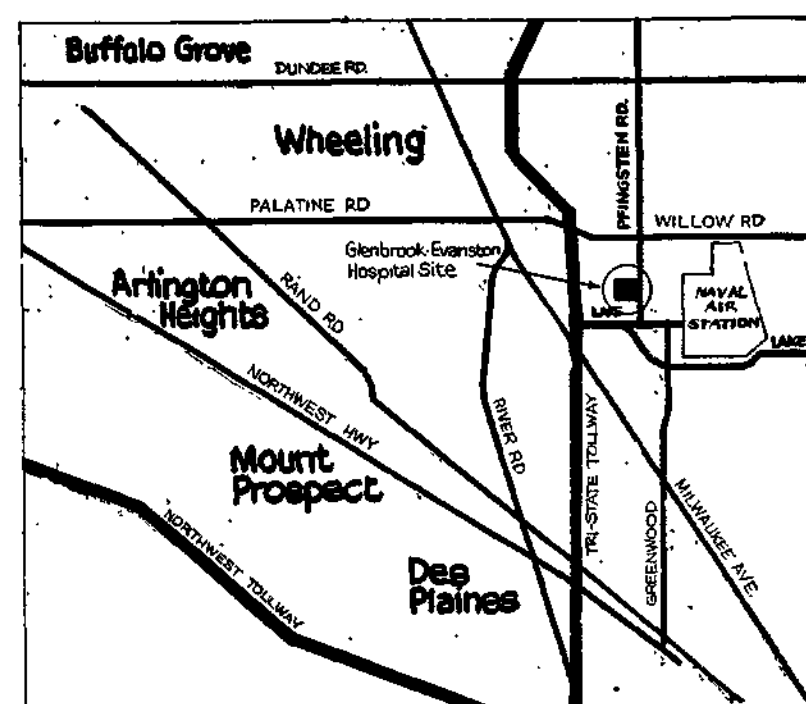 Buffalo Grove
DUNDEE RD.
Wheeling
PFINGSTEN RD.
PALATINE RD
WILLOW RD
Glenbrook-Evanston
Hospital Site
Arlington
Heights
RAND RD
NAVAL
AIR
STATION
LAKE
LAKE
NORTHWEST HWY
RIVER RD
Mount
Prospect
TRI-STATE TOLLWAY
GREENWOOD
MILWAUKEE AVE.
NORTHWEST TOLLWAY
Des
Plaines